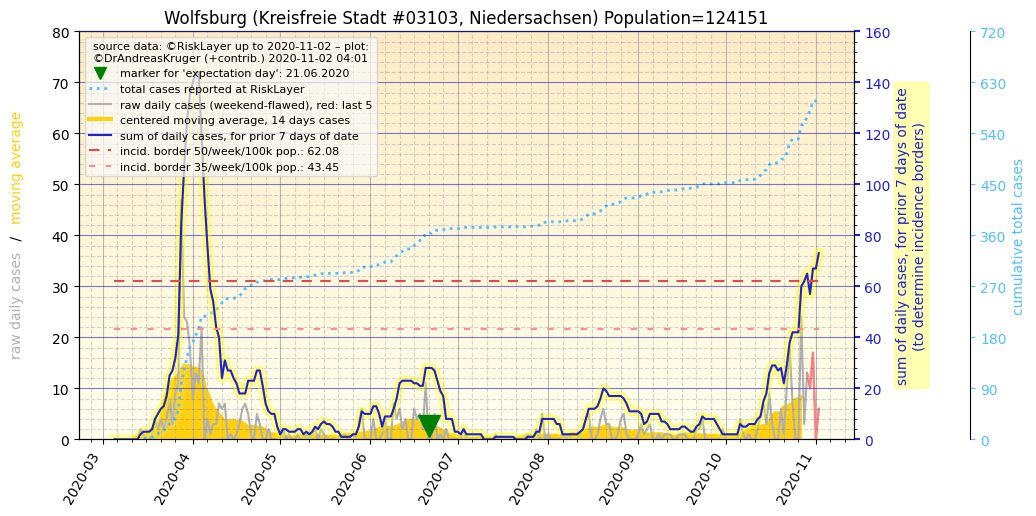 Wolfsburg (Kreisfreie Stadt #03103, Niedersachsen) Population=124151
source data: ©RiskLayer up to 2020-11-02 – plot:
©DrAndreasKruger (+contrib.) 2020-11-02 04:01
marker for 'expectation day': 21.06.2020
total cases reported at RiskLayer
raw daily cases (weekend-flawed), red: last 5
centered moving average, 14 days cases
sum of daily cases, for prior 7 days of date
incid. border 50/week/100k pop.: 62.08
incid. border 35/week/100k pop.: 43.45
raw daily cases / moving average
80
70
60
50
40
30
20
10
0
160
140
120
100
80
60
40
20
0
sum of daily cases, for prior 7 days of date
(to determine incidence borders)
720
630
540
450
360
270
180
90
0
cumulative total cases
2020-03
2020-04
2020-05
2020-06
2020-07
2020-08
2020-09
2020-10
2020-11